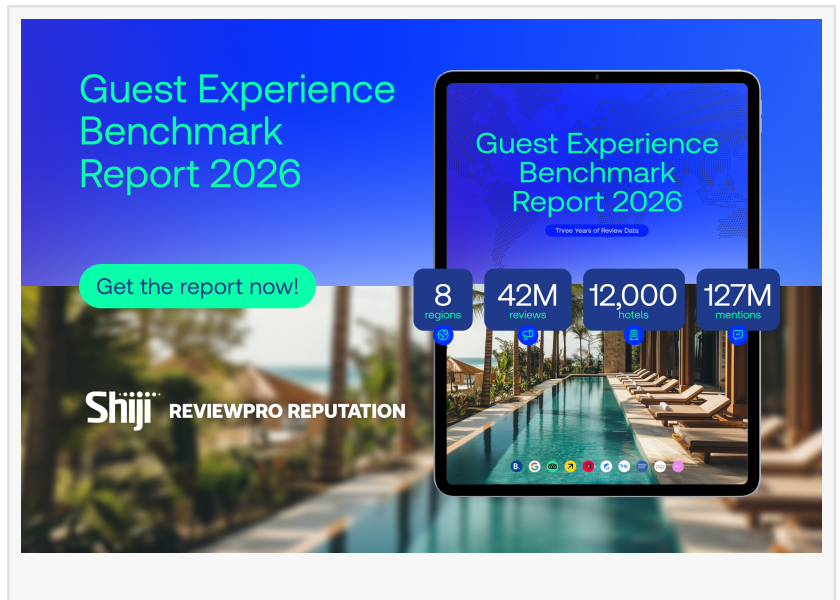 Guest Experience
Benchmark
Report 2026
Get the report now!
Shiji REVIEWPRO REPUTATION
Guest Experience
Benchmark
Report 2026
Three Years of Review Data
8
regions
42M
reviews
12,000
hotels
127M
mentions
B.
G